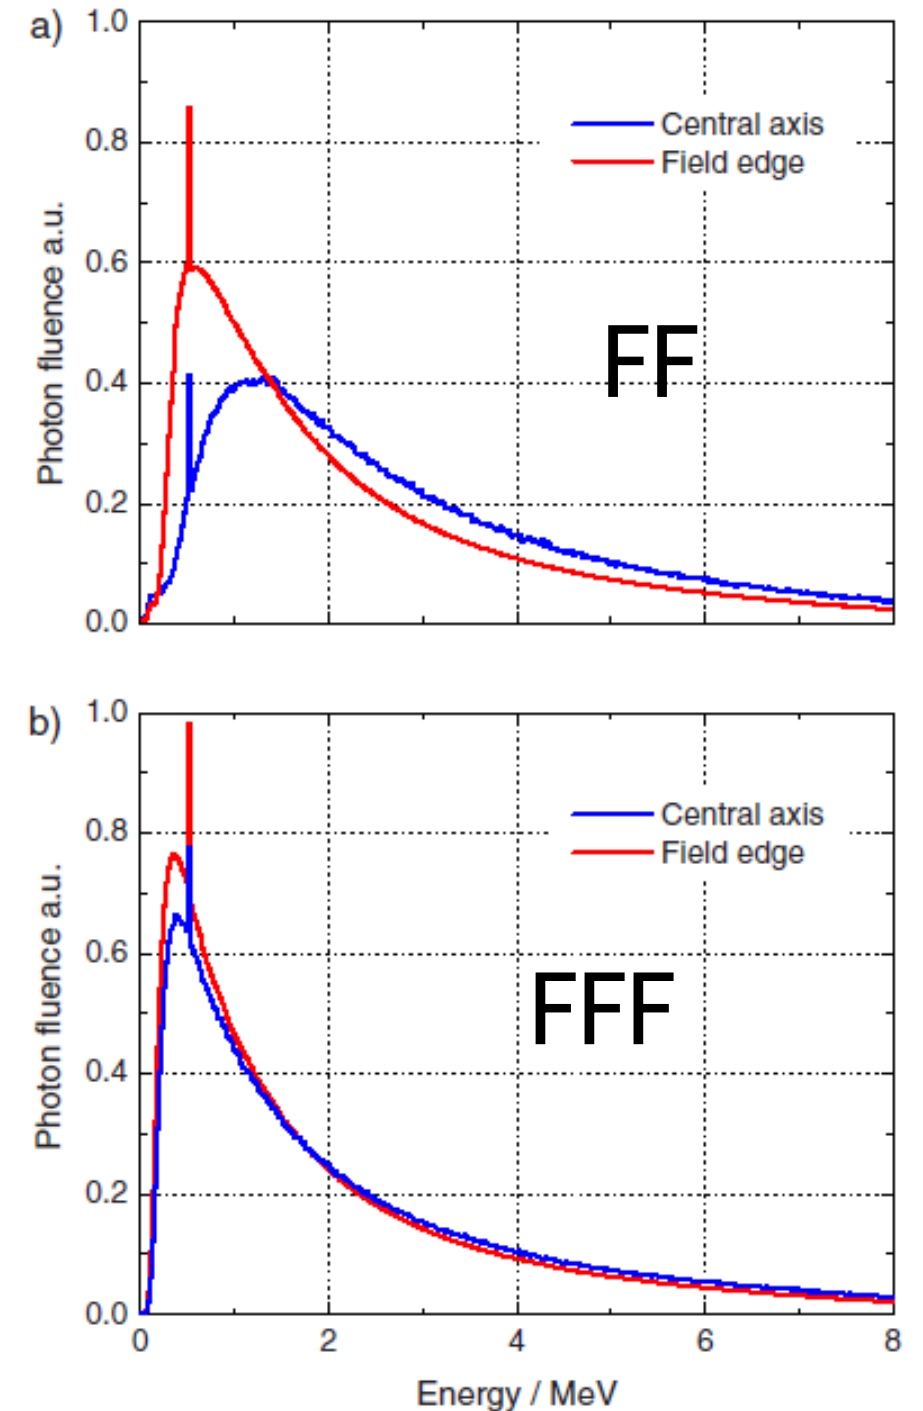 a)
1.0
0.8
0.6
0.4
0.2
0.0
Photon fluence a.u.
Central axis
Field edge
FF
b)
1.0
0.8
0.6
0.4
0.2
0.0
Photon fluence a.u.
Central axis
Field edge
FFF
0 2 4 6 8
Energy / MeV